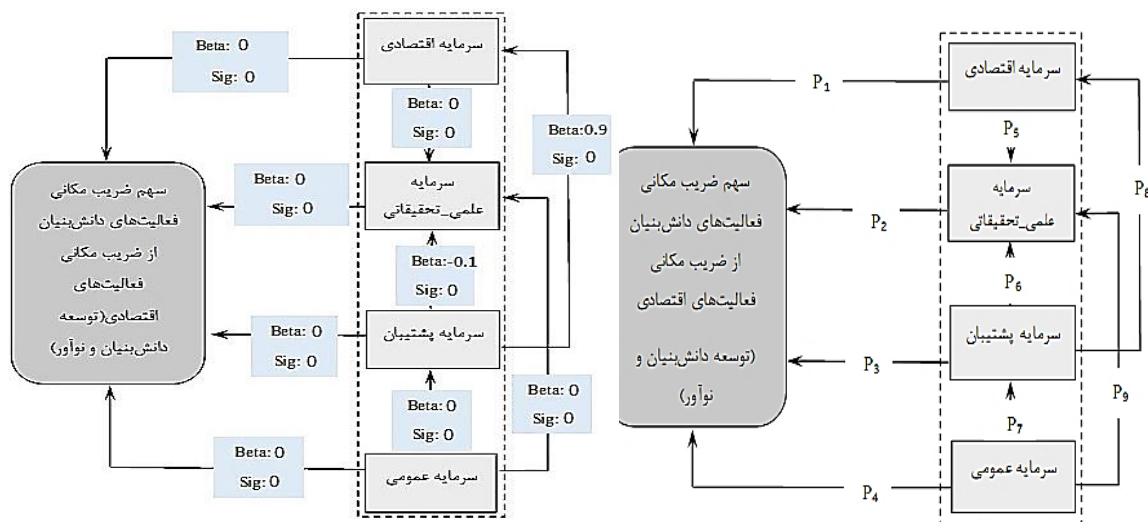 Beta: 0
Sig: 0
سرمایه اقتصادی
Beta: 0
Sig: 0
Beta:0.9
Sig: 0
سهم ضریب مکانی
فعالیت‌های دانش‌بنیان
از ضریب مکانی
فعالیت‌های
اقتصادی(توسعه
دانش‌بنیان و نوآور)
Beta: 0
Sig: 0
سرمایه
علمی_تحقیقاتی
Beta:-0.1
Sig: 0
Beta: 0
Sig: 0
سرمایه پشتیبان
Beta: 0
Sig: 0
Beta: 0
Sig: 0
Beta: 0
Sig: 0
سرمایه عمومی
سرمایه اقتصادی
P1
P5
P8
سهم ضریب مکانی
فعالیت‌های دانش‌بنیان
از ضریب مکانی
فعالیت‌های اقتصادی
(توسعه دانش‌بنیان و
نوآور)
P2
سرمایه
علمی_تحقیقاتی
P6
P3
سرمایه پشتیبان
P9
P7
P4
سرمایه عمومی